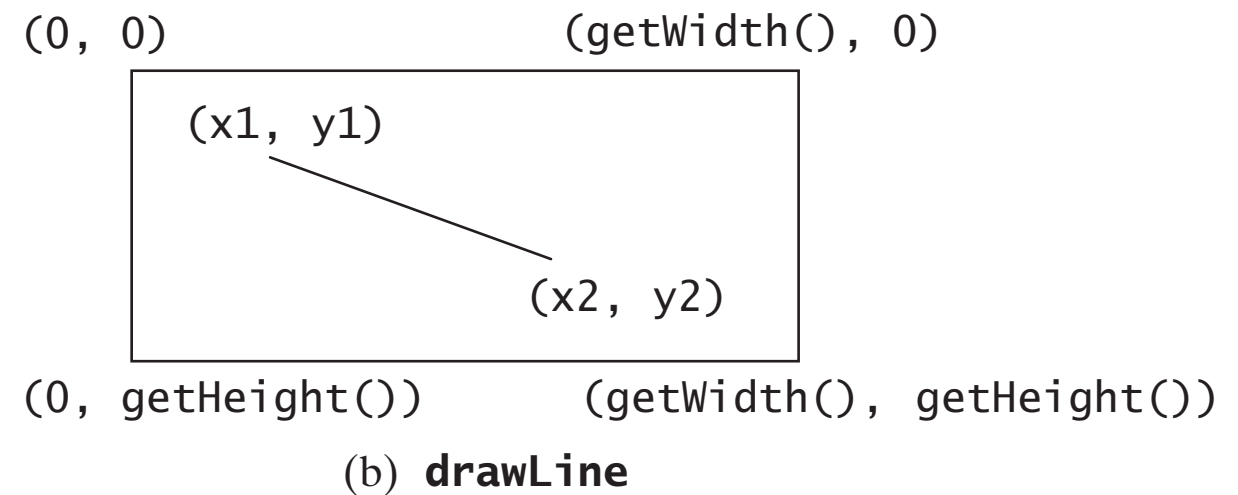 (0, 0) (getWidth(), 0)
(x1, y1)
(x2, y2)
(0, getHeight()) (getWidth(), getHeight())
(b) drawLine